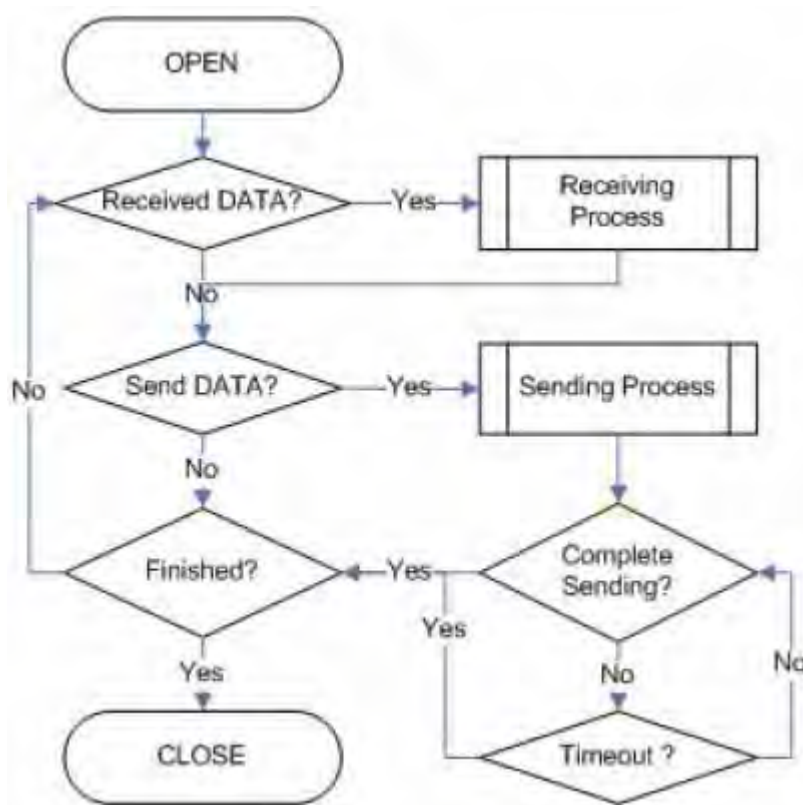 OPEN
Received DATA?
Yes
Receiving
Process
No
Send DATA?
Yes
Sending Process
No
No
Finished?
Yes
Complete
Sending?
Yes
No
No
Yes
CLOSE
Timeout ?